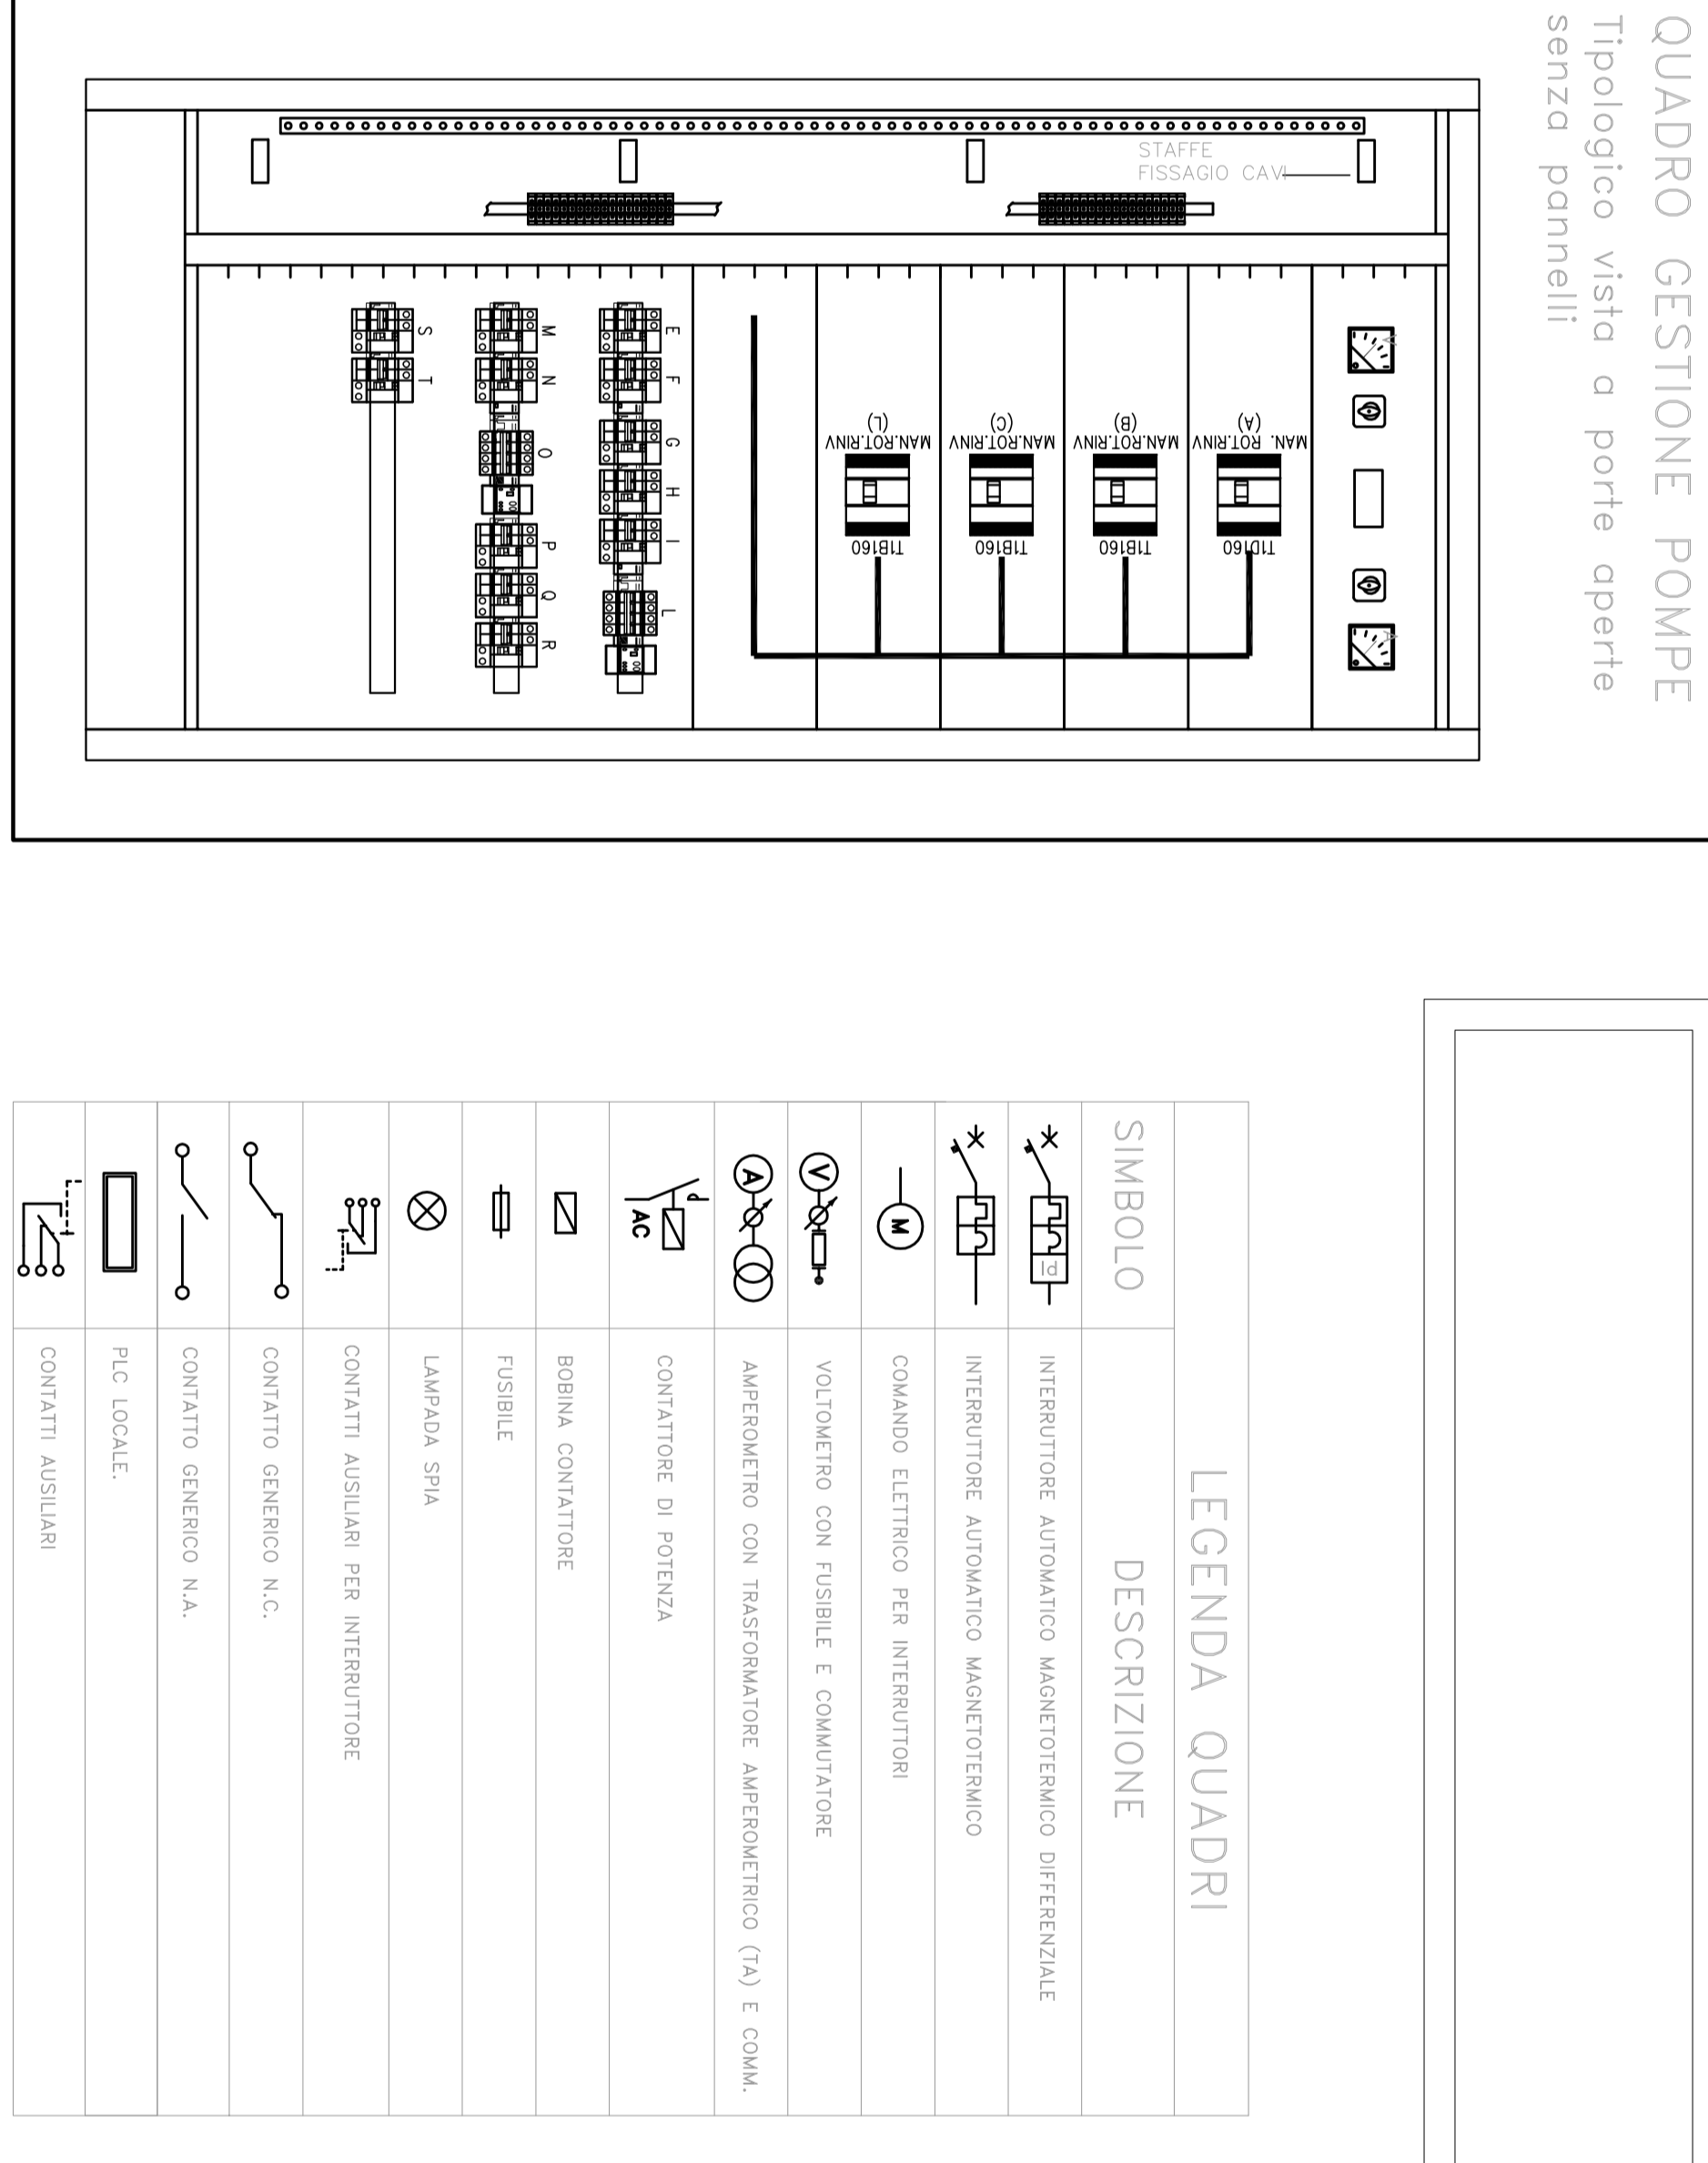 QUADRO GESTIONE POMPE
Tipologico vista a porte aperte
senza pannelli
V
A
STAFFE
FISSAGIO CAVI
MAN. ROT.RINV
(A)
T1D160
MAN.ROT.RINV
(B)
T1B160
MAN.ROT.RINV
(C)
T1B160
MAN.ROT.RINV
(L)
T1B160
E F G H I L
M N O P Q R
S T
LEGENDA QUADRI
SIMBOLO DESCRIZIONE
Id INTERRUTTORE AUTOMATICO MAGNETOTERMICO DIFFERENZIALE
INTERRUTTORE AUTOMATICO MAGNETOTERMICO
M COMANDO ELETTRICO PER INTERRUTTORI
V VOLTOMETRO CON FUSIBILE E COMMUTATORE
A AMPEROMETRO CON TRASFORMATORE AMPEROMETRICO (TA) E COMM.
AC CONTATTORE DI POTENZA
BOBINA CONTATTORE
FUSIBILE
LAMPADA SPIA
CONTATTI AUSILIARI PER INTERRUTTORE
CONTATTO GENERICO N.C.
CONTATTO GENERICO N.A.
PLC LOCALE.
CONTATTI AUSILIARI